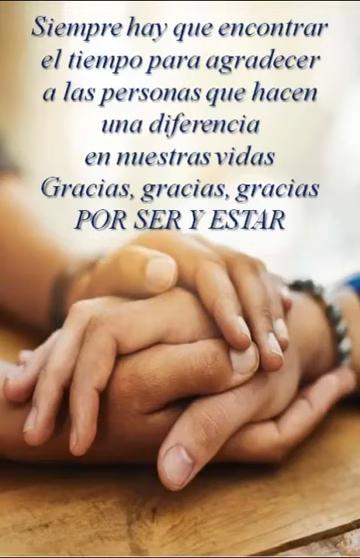 Siempre hay que encontrar
el tiempo para agradecer
a las personas que hacen
una diferencia
en nuestras vidas
Gracias, gracias, gracias
POR SER Y ESTAR